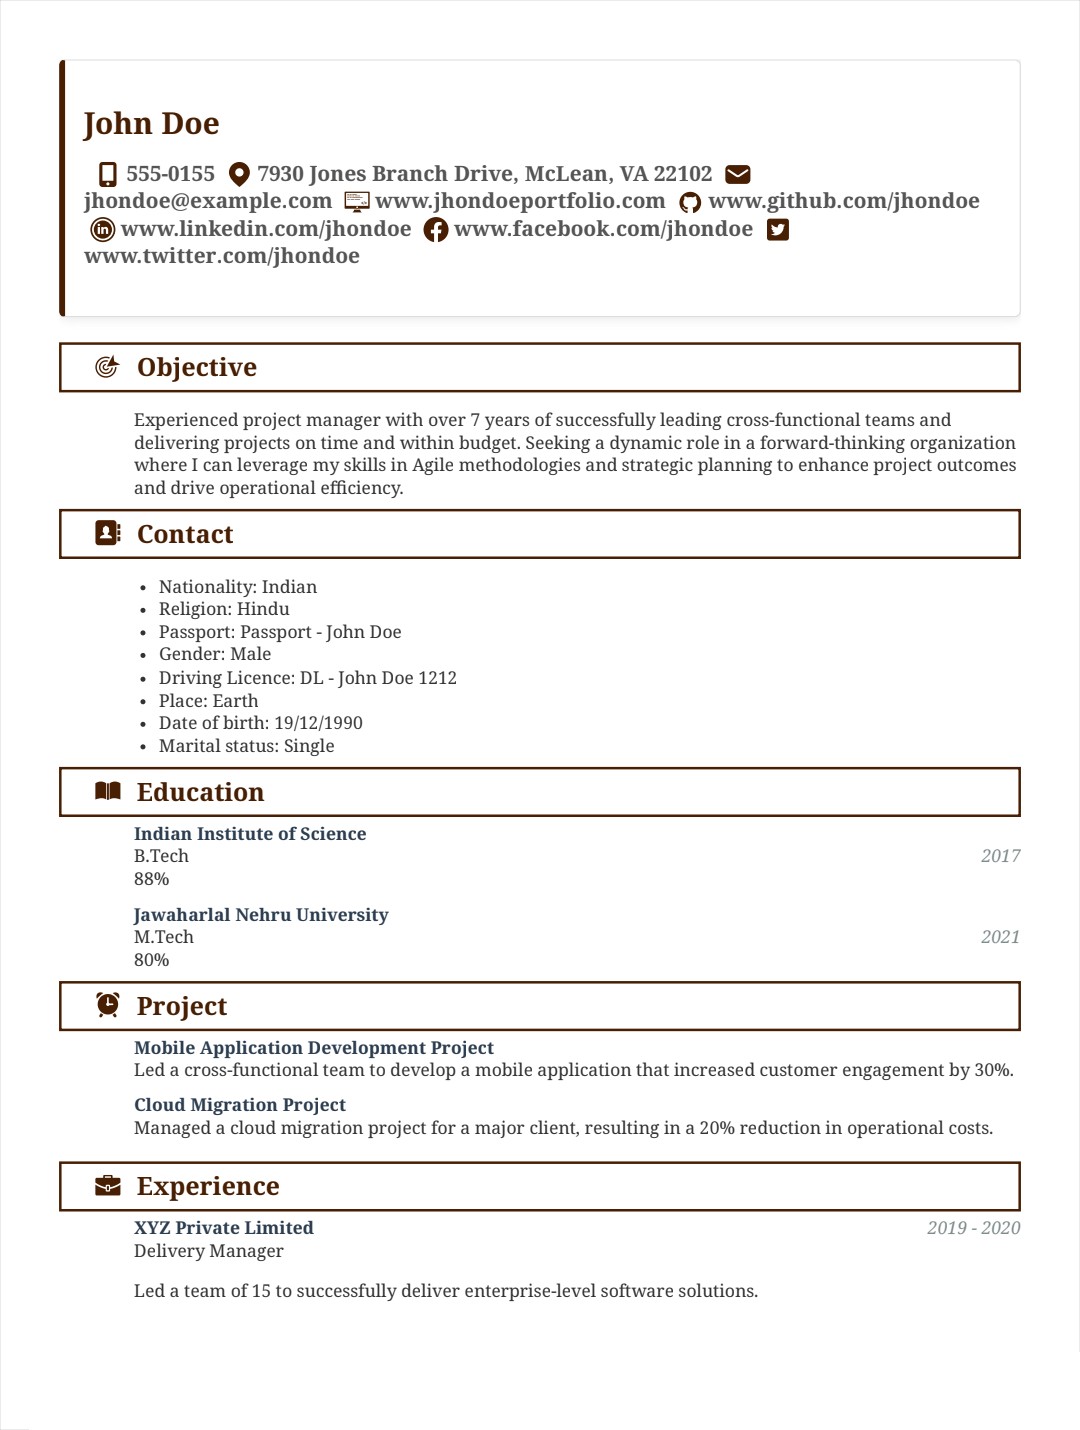 John Doe
555-0155 7930 Jones Branch Drive, McLean, VA 22102
jhondoe@example.com www.jhondoeportfolio.com www.github.com/jhondoe
www.linkedin.com/jhondoe www.facebook.com/jhondoe
www.twitter.com/jhondoe
Objective
Experienced project manager with over 7 years of successfully leading cross-functional teams and
delivering projects on time and within budget. Seeking a dynamic role in a forward-thinking organization
where I can leverage my skills in Agile methodologies and strategic planning to enhance project outcomes
and drive operational efficiency.
Contact
• Nationality: Indian
• Religion: Hindu
• Passport: Passport - John Doe
• Gender: Male
• Driving Licence: DL - John Doe 1212
• Place: Earth
• Date of birth: 19/12/1990
• Marital status: Single
Education
Indian Institute of Science
B.Tech 2017
88%
Jawaharlal Nehru University
M.Tech 2021
80%
Project
Mobile Application Development Project
Led a cross-functional team to develop a mobile application that increased customer engagement by 30%.
Cloud Migration Project
Managed a cloud migration project for a major client, resulting in a 20% reduction in operational costs.
Experience
XYZ Private Limited 2019 - 2020
Delivery Manager
Led a team of 15 to successfully deliver enterprise-level software solutions.